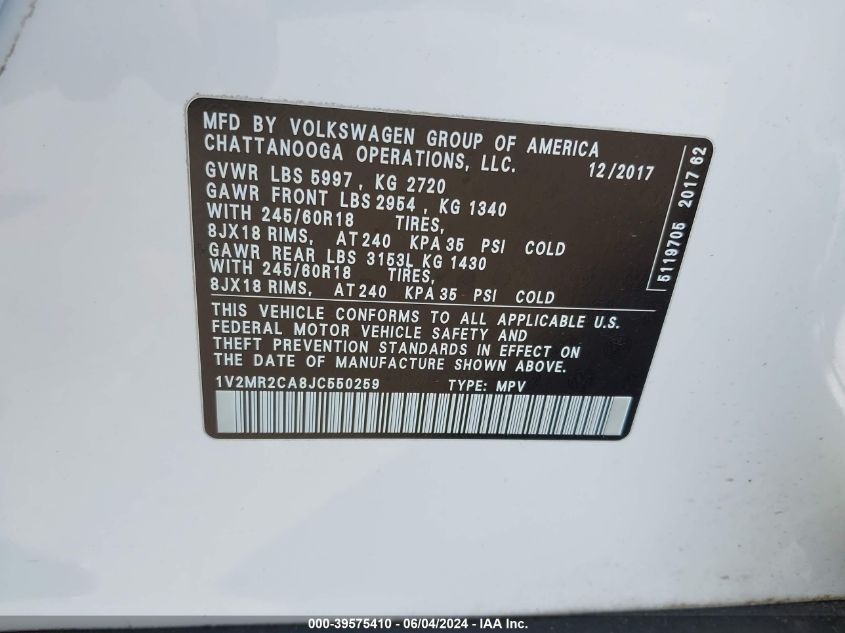 MFD BY VOLKSWAGEN GROUP OF AMERICA
CHATTANOOGA OPERATIONS, LLC. 12/2017
GVWR LBS 5997, KG 2720
GAWR FRONT LBS 2954, KG 1340
WITH 245/60R18 TIRES,
8JX18 RIMS, AT 240 KPA 35 PSI COLD
GAWR REAR LBS 3153L KG 1430
WITH 245/60R18 TIRES,
8JX18 RIMS, AT 240 KPA 35 PSI COLD
THIS VEHICLE CONFORMS TO ALL APPLICABLE U.S.
FEDERAL MOTOR VEHICLE SAFETY AND
THEFT PREVENTION STANDARDS IN EFFECT ON
THE DATE OF MANUFACTURE SHOWN ABOVE.
1V2MR2CA8JC550259 TYPE: MPV
5119705 2017 62
000-39575410 - 06/04/2024 - IAA Inc.